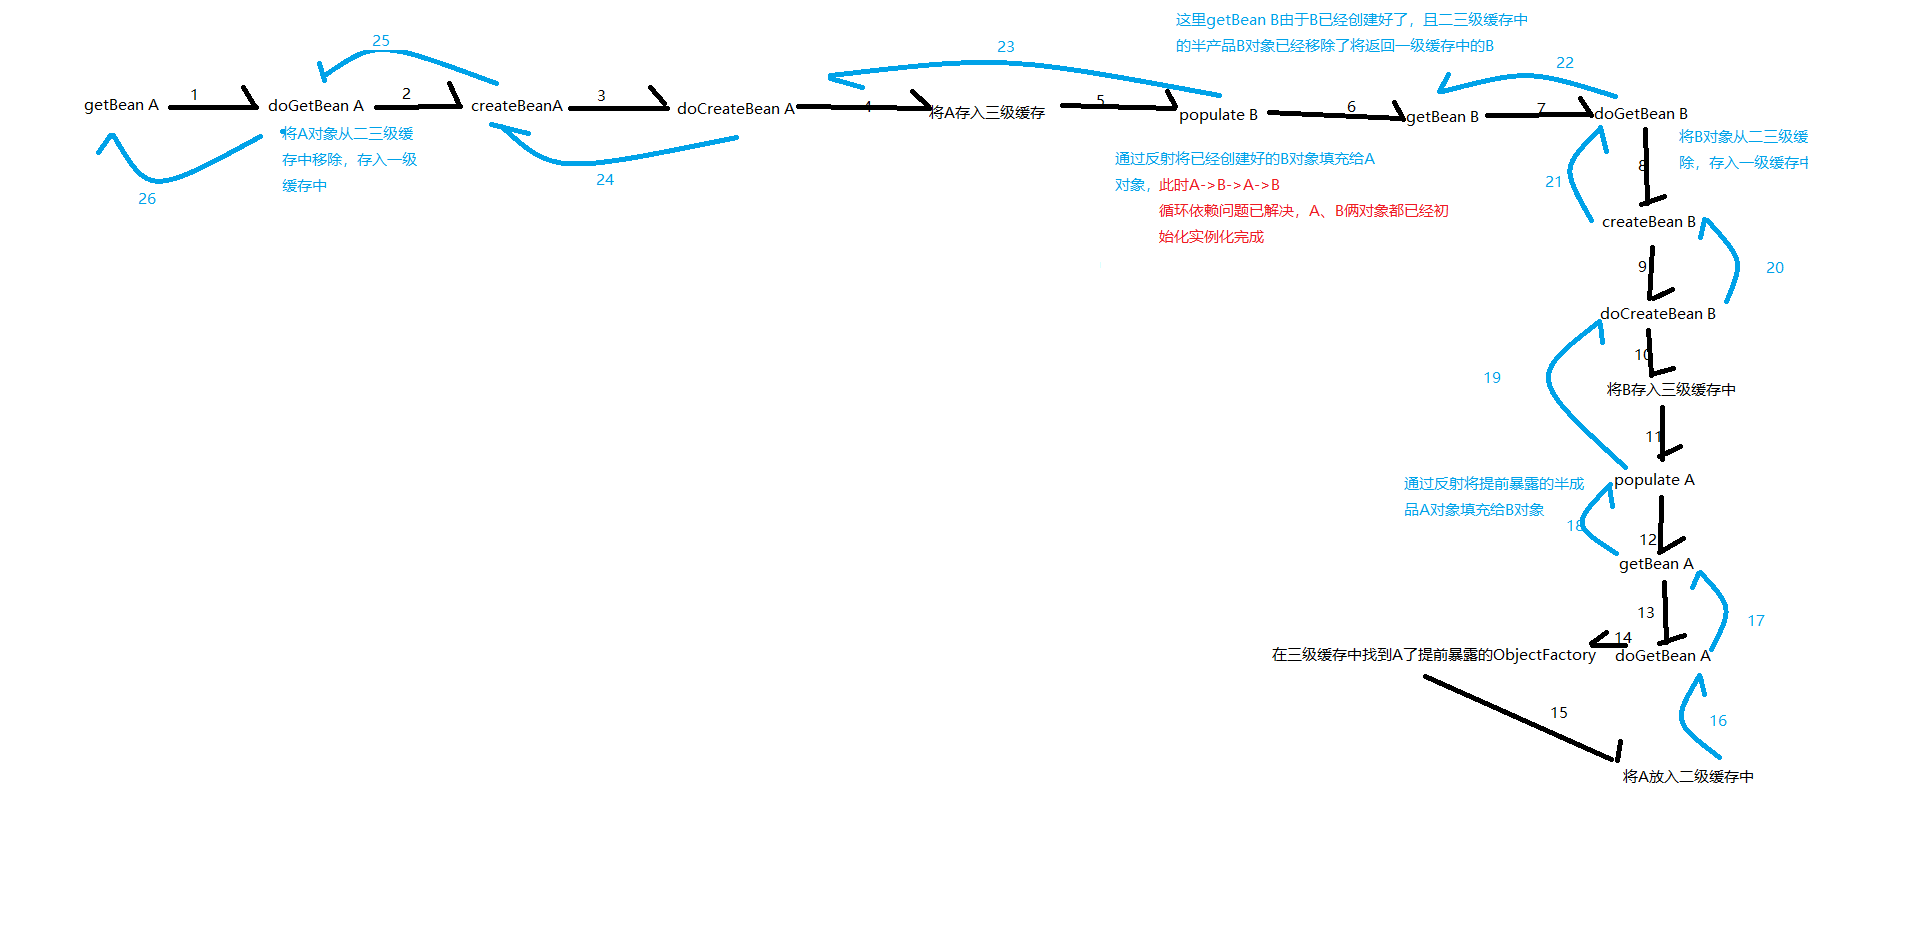 这里getBean B由于B已经创建好了，且二三级缓存中
的半产品B对象已经移除了将返回一级缓存中的B
25
23
22
getBean A
1
doGetBean A
2
createBeanA
3
doCreateBean A
4
将A存入三级缓存
5
populate B
6
getBean B
7
doGetBean B
将A对象从二三级缓
存中移除，存入一级
缓存中
26
24
通过反射将已经创建好的B对象填充给A
对象，此时A->B->A->B
循环依赖问题已解决，A、B俩对象都已经初
始化实例化完成
将B对象从二三级缓
除，存入一级缓存中
8
21
createBean B
9
20
doCreateBean B
10
19
将B存入三级缓存中
11
populate A
通过反射将提前暴露的半成
品A对象填充给B对象
18
12
getBean A
13
17
14
在三级缓存中找到A了提前暴露的ObjectFactory
doGetBean A
15
16
将A放入二级缓存中